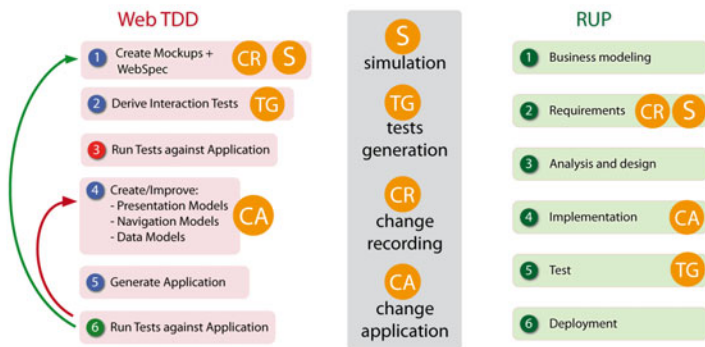 Web TDD
1 Create Mockups +
WebSpec
CR S
2 Derive Interaction Tests TG
3 Run Tests against Application
4 Create/Improve:
- Presentation Models
- Navigation Models
- Data Models
CA
5 Generate Application
6 Run Tests against Application
S
simulation
TG
tests
generation
CR
change
recording
CA
change
application
RUP
1 Business modeling
2 Requirements CR S
3 Analysis and design
4 Implementation CA
5 Test TG
6 Deployment